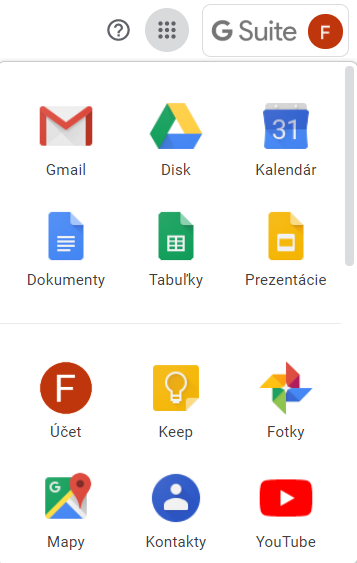 G Suite F
Gmail Disk Kalendár
31
Dokumenty Tabuľky Prezentácie
F
Účet Keep Fotky
G
Mapy Kontakty YouTube